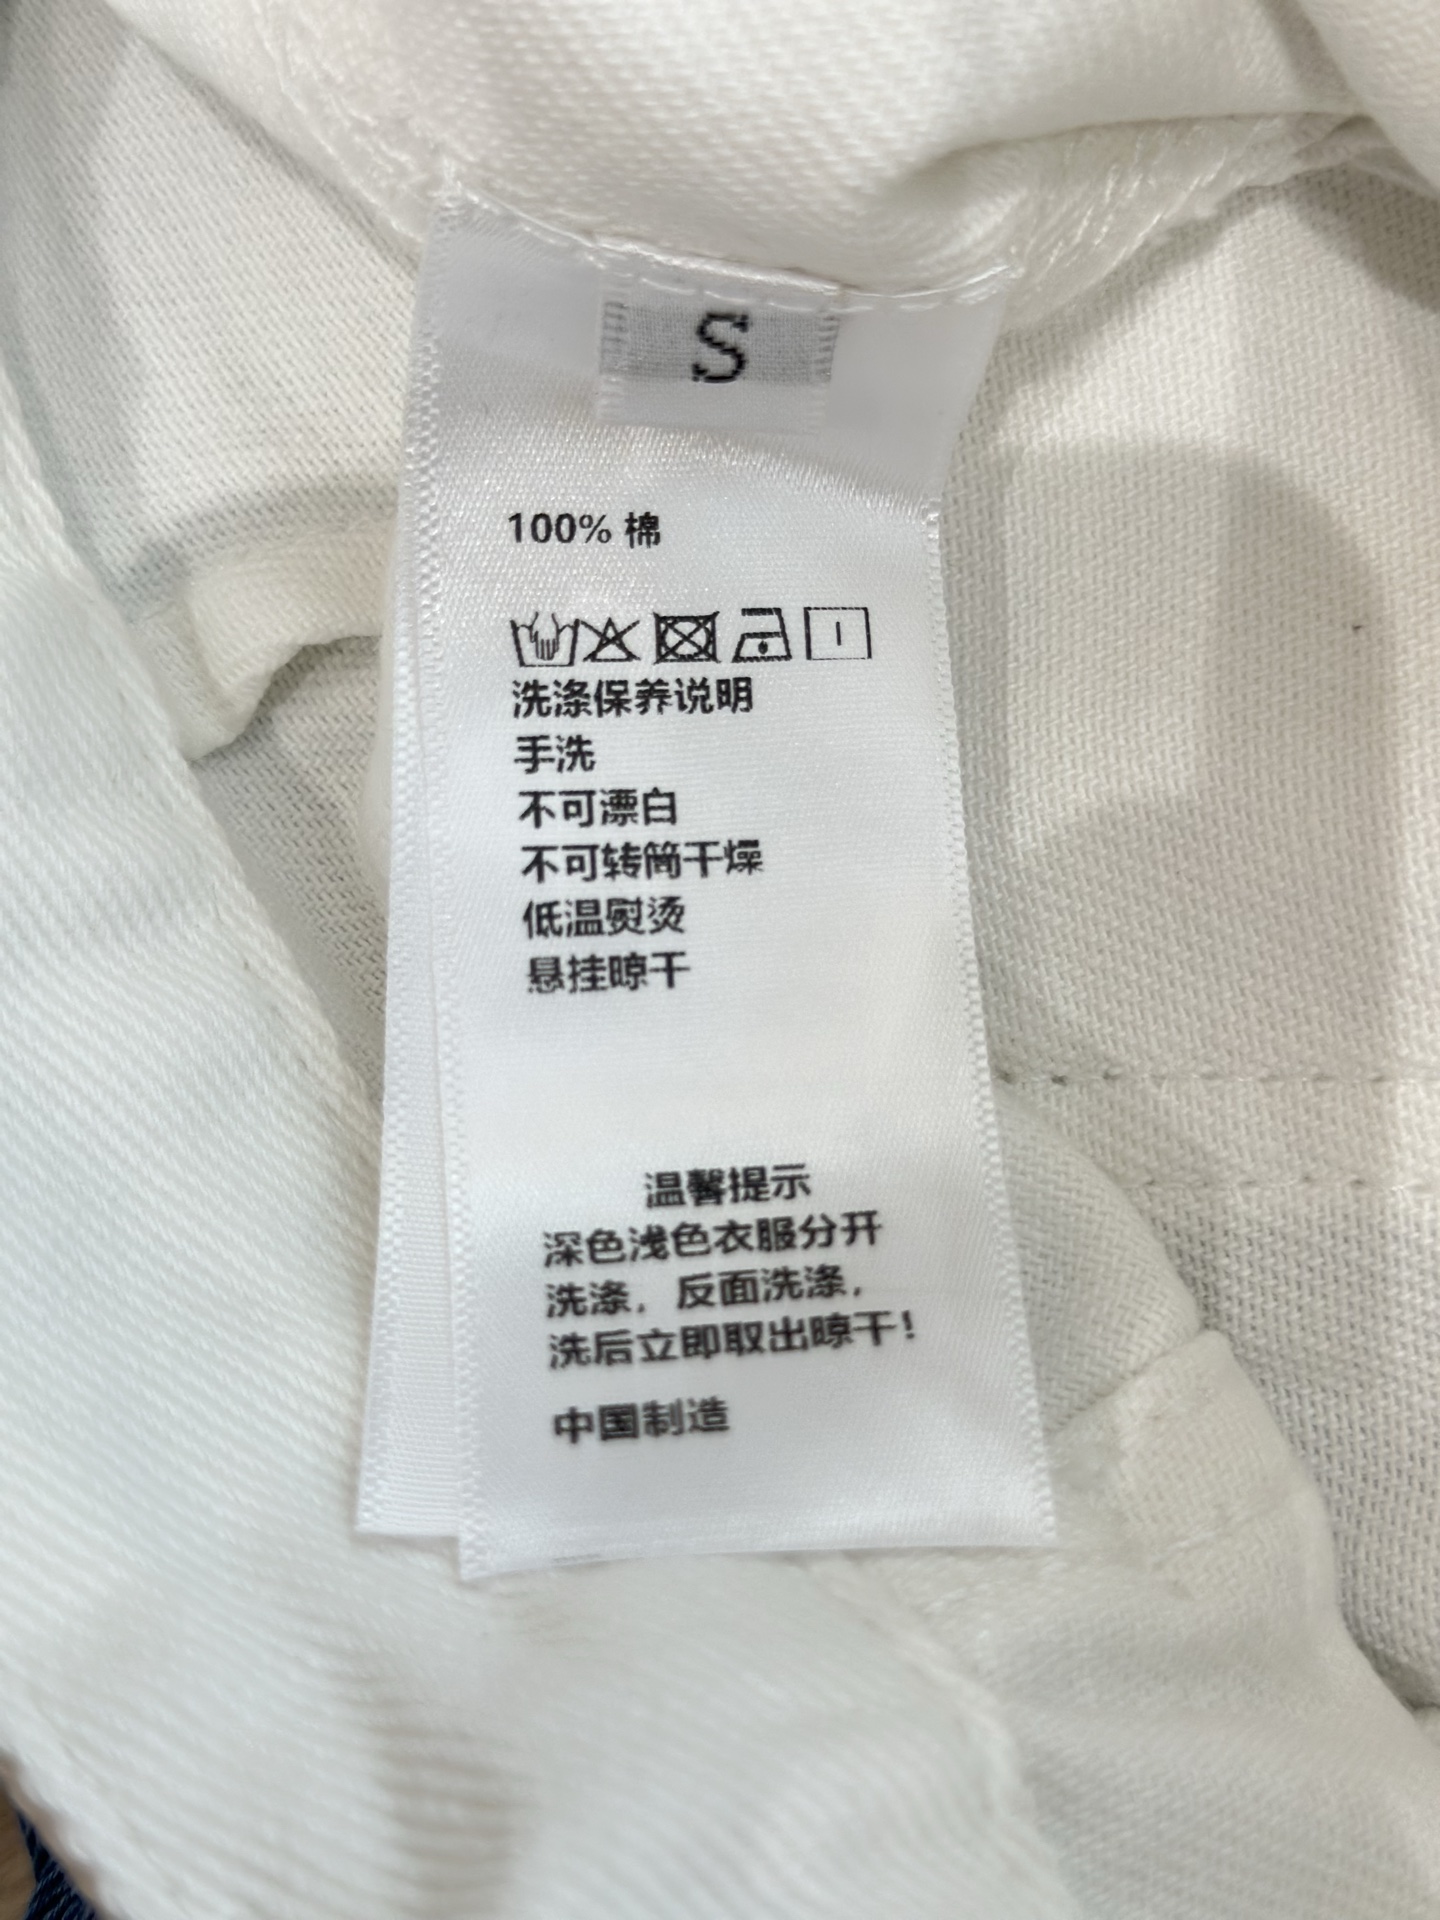 S
100% 棉
洗涤保养说明
手洗
不可漂白
不可转筒干燥
低温熨烫
悬挂晾干
温馨提示
深色浅色衣服分开
洗涤，反面洗涤，
洗后立即取出晾干！
中国制造